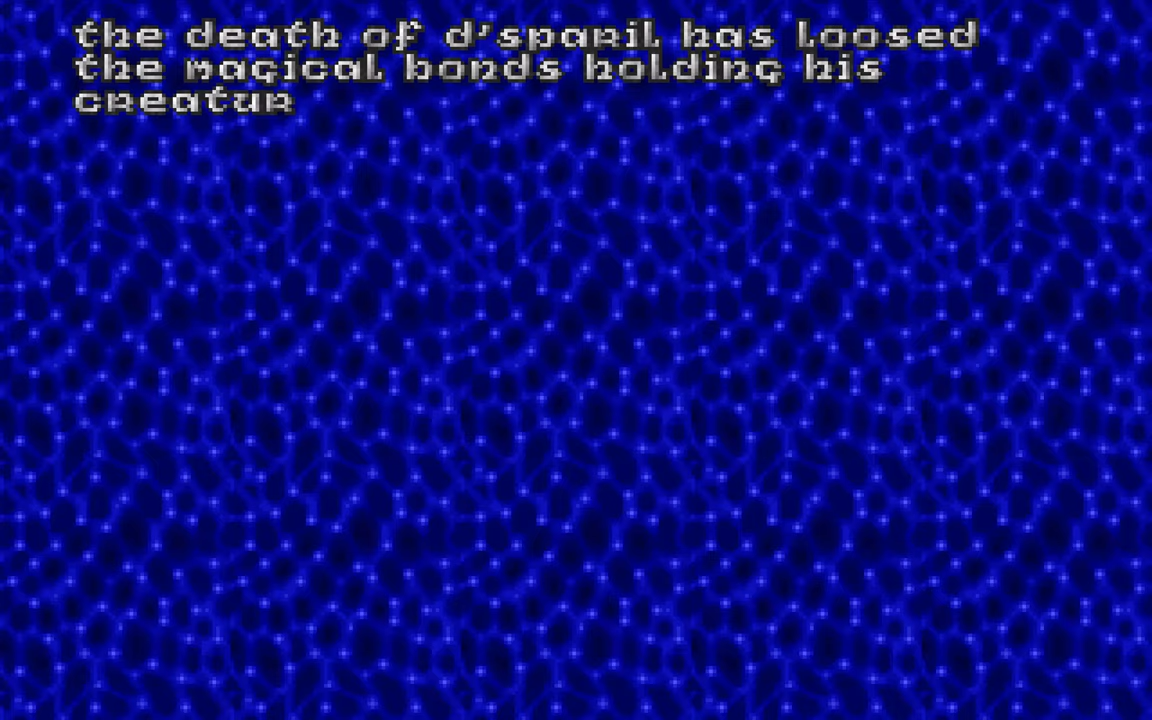 the death of d'sparil has loosed
the magical bonds holding his
creatur